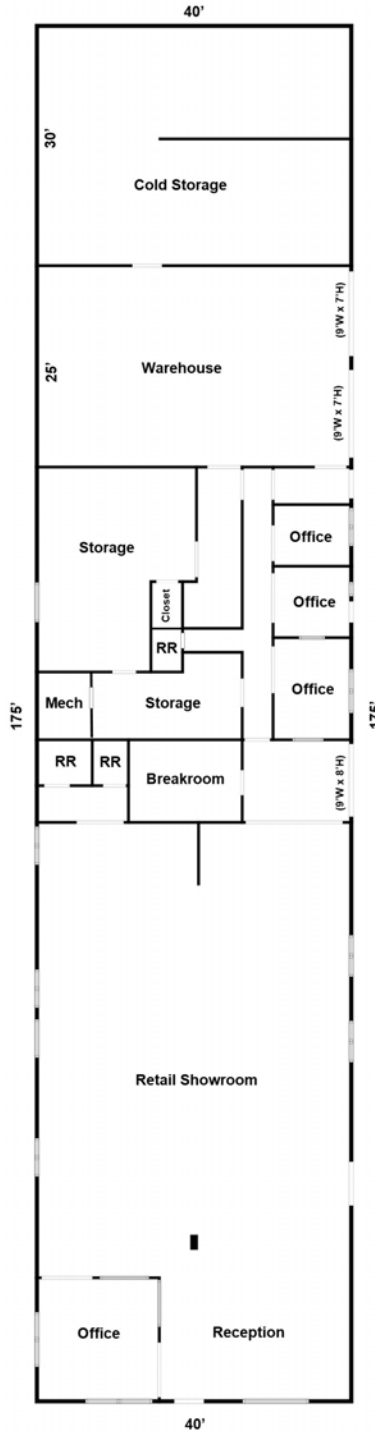 40’
30’
Cold Storage
(9'W x 7'H)
25’
Warehouse
(9'W x 7'H)
Office
Storage
Closet
Office
RR
Office
Mech
Storage
175’
175’
RR
RR
Breakroom
(9'W x 8'H)
Retail Showroom
Office
Reception
40’